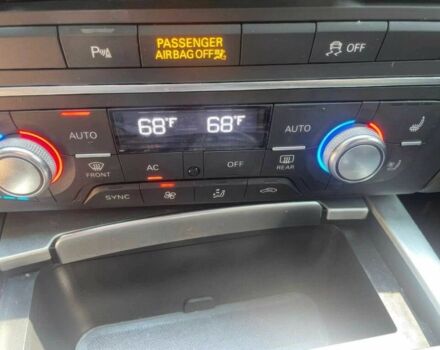 P
PASSENGER
AIRBAG OFF
OFF
AUTO
68°F 68°F
AUTO
FRONT
AC
OFF
REAR
SYNC